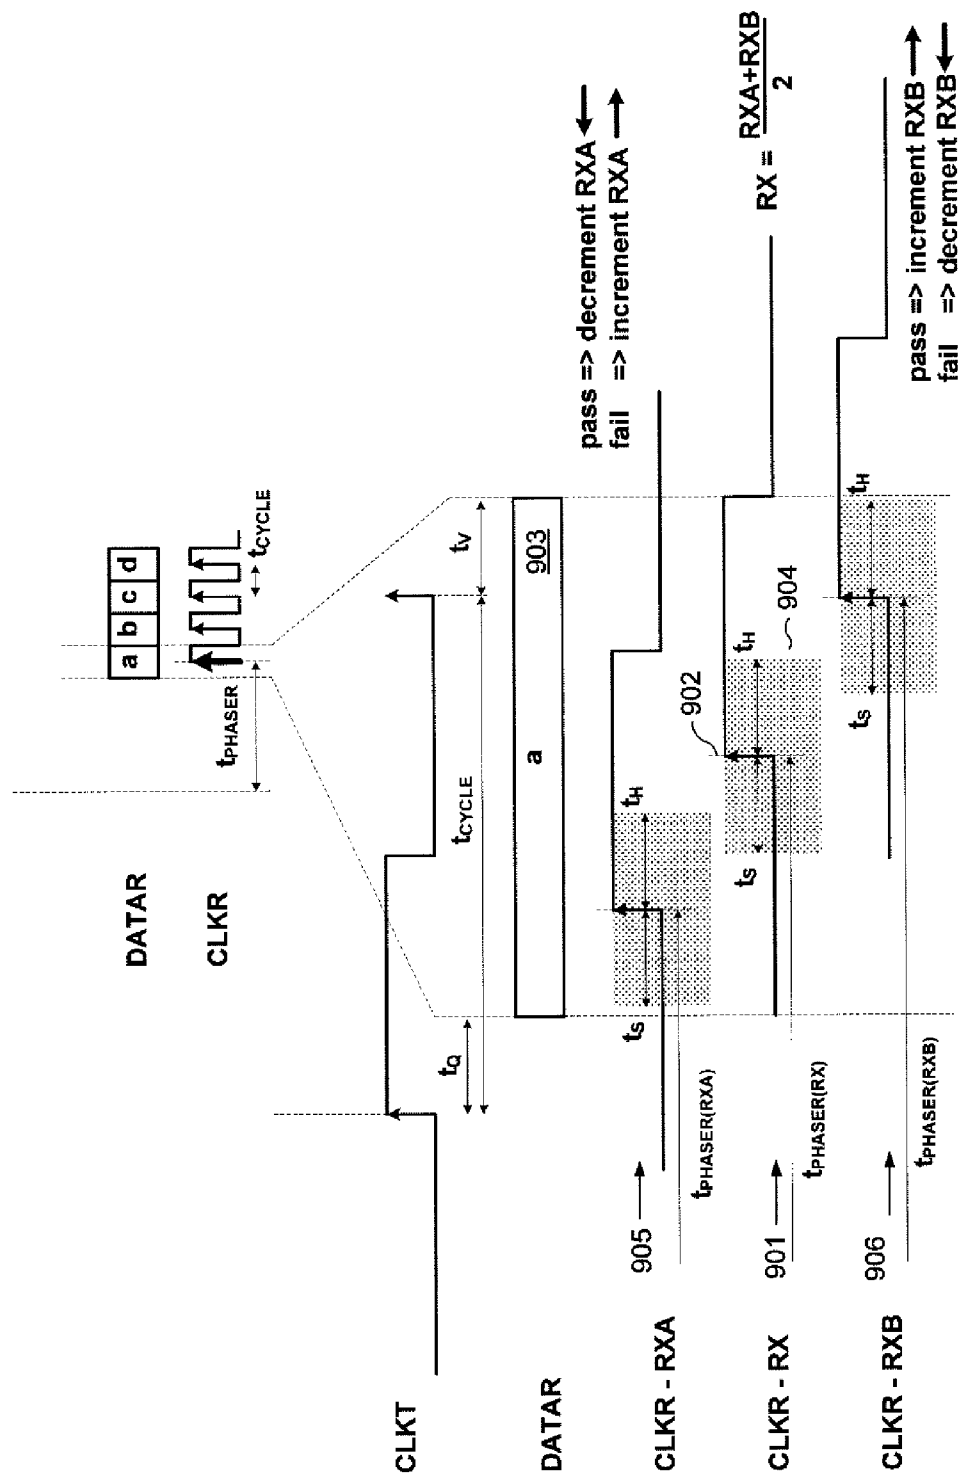 DATAR
a b c d
CLKR
tPHASER
tCYCLE
CLKT
tQ
tCYCLE
tV
DATAR
a
903
pass => decrement RXA
fail => increment RXA
CLKR - RXA
905
tS
tH
tPHASER(RXA)
902
CLKR - RX
901
tS
tH
904
tPHASER(RX)
RX = RXA+RXB
2
CLKR - RXB
906
tS
tH
tPHASER(RXB)
pass => increment RXB
fail => decrement RXB